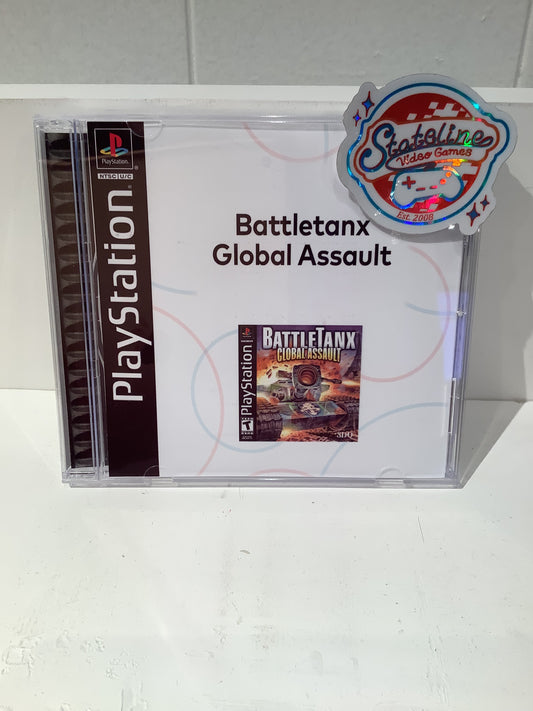 PlayStation
NTSC U/C
PlayStation
Battletanx
Global Assault
BATTLETANX
GLOBAL ASSAULT
PlayStation
T
3DO
Stateline
Video Games
Est. 2008